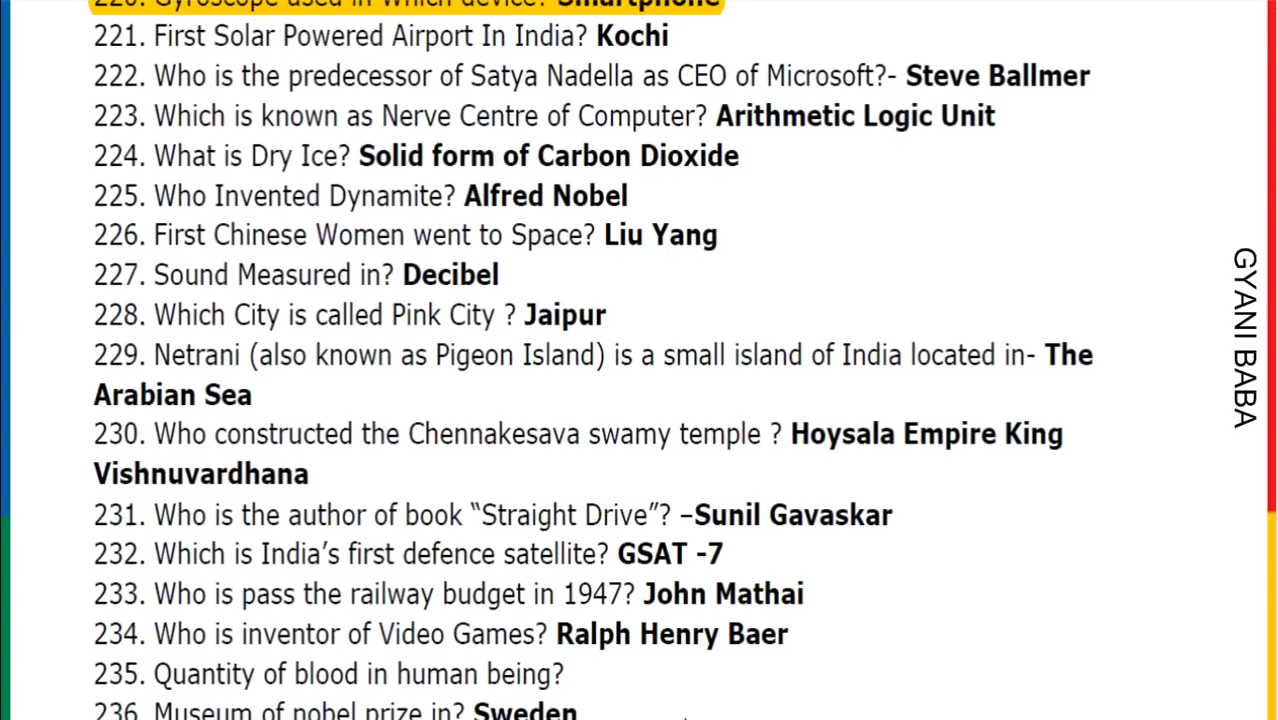 220. Gyroscope used in Which device? Smartphone
221. First Solar Powered Airport In India? Kochi
222. Who is the predecessor of Satya Nadella as CEO of Microsoft?- Steve Ballmer
223. Which is known as Nerve Centre of Computer? Arithmetic Logic Unit
224. What is Dry Ice? Solid form of Carbon Dioxide
225. Who Invented Dynamite? Alfred Nobel
226. First Chinese Women went to Space? Liu Yang
227. Sound Measured in? Decibel
228. Which City is called Pink City ? Jaipur
229. Netrani (also known as Pigeon Island) is a small island of India located in- The
Arabian Sea
230. Who constructed the Chennakesava swamy temple ? Hoysala Empire King
Vishnuvardhana
231. Who is the author of book “Straight Drive”? –Sunil Gavaskar
232. Which is India’s first defence satellite? GSAT -7
233. Who is pass the railway budget in 1947? John Mathai
234. Who is inventor of Video Games? Ralph Henry Baer
235. Quantity of blood in human being?
236. Museum of nobel prize in? Sweden
GYANI BABA